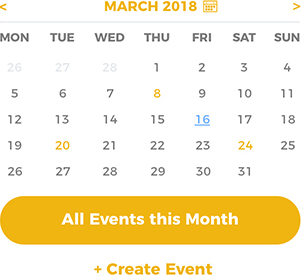 < MARCH 2018 >
MON TUE WED THU FRI SAT SUN
26 27 28 1 2 3 4
5 6 7 8 9 10 11
12 13 14 15 16 17 18
19 20 21 22 23 24 25
26 27 28 29 30 31
All Events this Month
+ Create Event